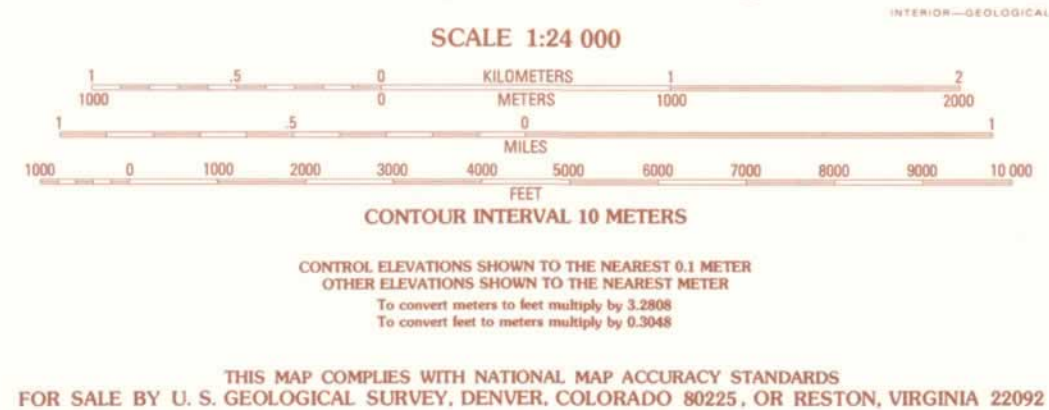 INTERIOR—GEOLOGICAL
SCALE 1:24 000
1 .5 0 KILOMETERS 1 2
1000 0 METERS 1000 2000
1 .5 0 1
MILES
1000 0 1000 2000 3000 4000 5000 6000 7000 8000 9000 10 000
FEET
CONTOUR INTERVAL 10 METERS
CONTROL ELEVATIONS SHOWN TO THE NEAREST 0.1 METER
OTHER ELEVATIONS SHOWN TO THE NEAREST METER
To convert meters to feet multiply by 3.2808
To convert feet to meters multiply by 0.3048
THIS MAP COMPLIES WITH NATIONAL MAP ACCURACY STANDARDS
FOR SALE BY U. S. GEOLOGICAL SURVEY, DENVER, COLORADO 80225, OR RESTON, VIRGINIA 22092